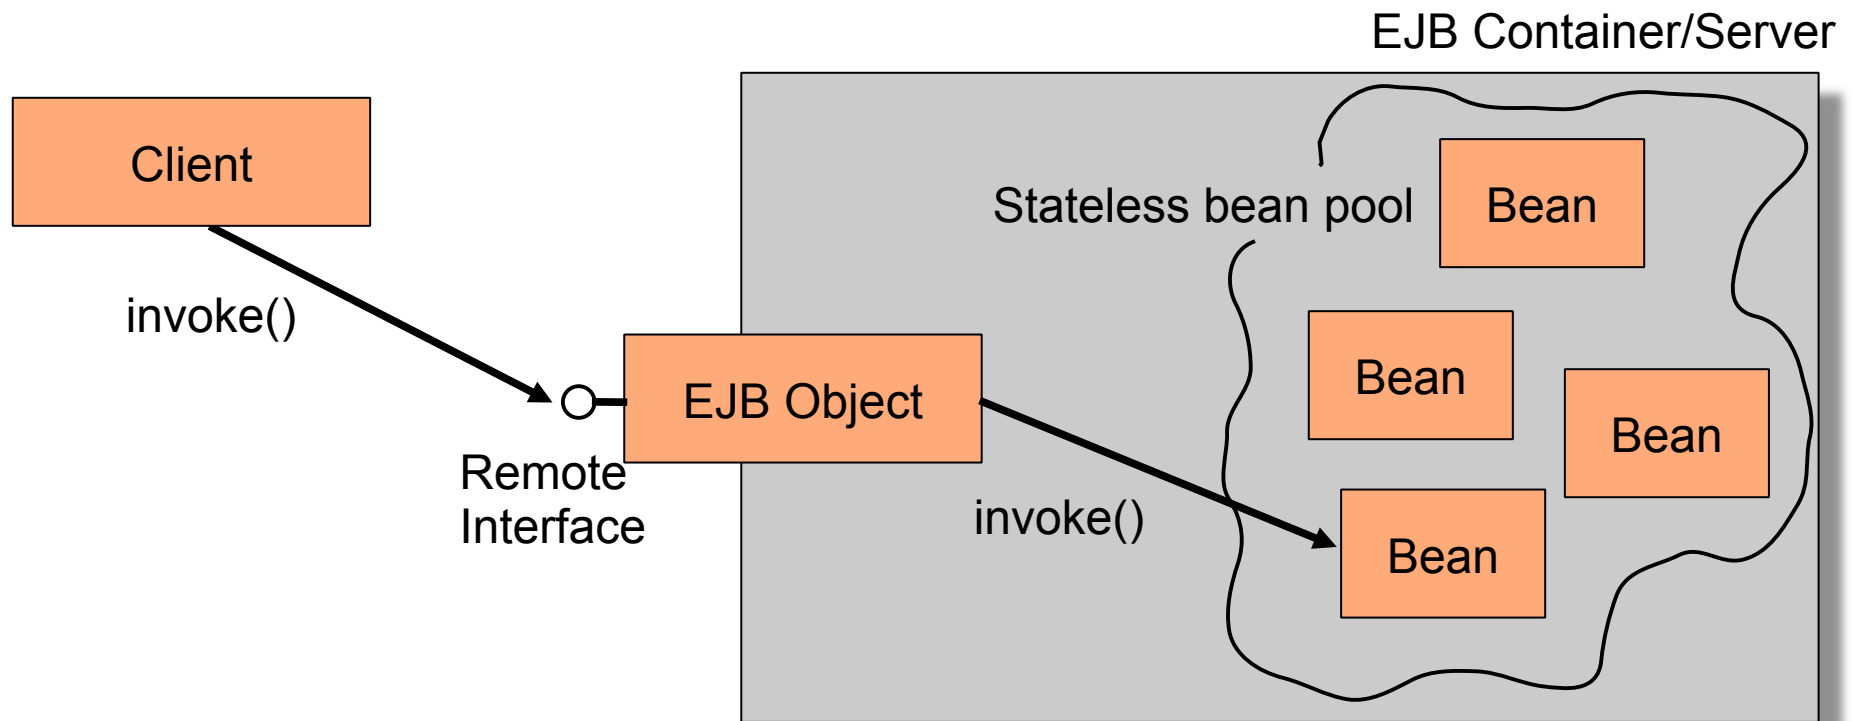 EJB Container/Server
Client
Stateless bean pool
Bean
invoke()
Bean
EJB Object
Bean
Remote
Interface
invoke()
Bean